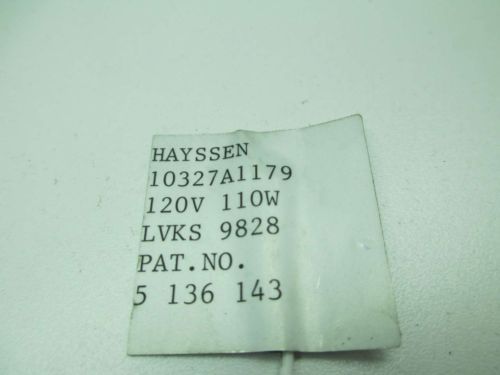 HAYSSEN
10327A1179
120V 110W
LVKS 9828
PAT.NO.
5 136 143